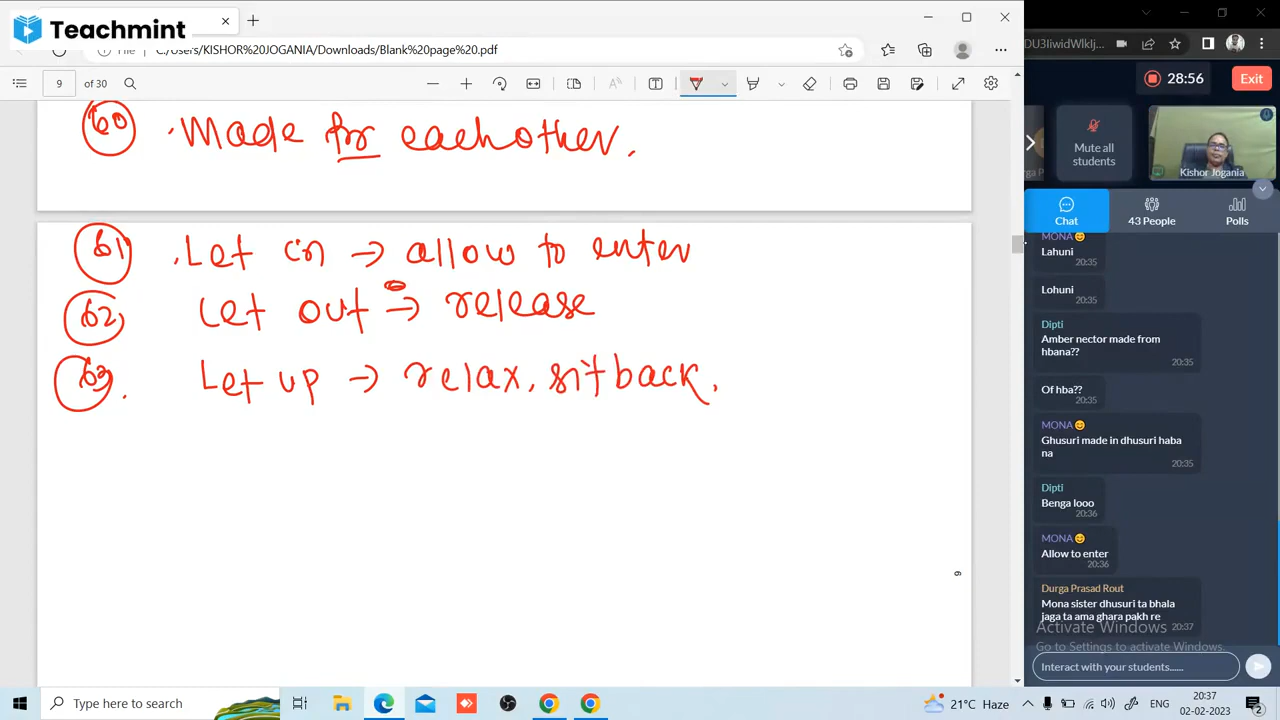 Teachmint
File
C:/Users/KISHOR%20JOGANIA/Downloads/Blank%20page%20.pdf
9 of 30
60 . Made for eachother.
61 . Let in → allow to enter
62 Let out → release
63 . Let up → relax, sit back.
9
DU3IiwidWlkIj...
28:56
Exit
Mute all students
Kishor Jogania
Chat
43 People
Polls
MONA😊
Lahuni
20:35
Lohuni
20:35
Dipti
Amber nector made from
hbana??
20:35
Of hba??
20:35
MONA😊
Ghusuri made in dhusuri haba
na
20:35
Dipti
Benga looo
20:36
MONA😊
Allow to enter
20:36
Durga Prasad Rout
Mona sister dhusuri ta bhala
jaga ta ama ghara pakh re
20:37
Activate Windows
Go to Settings to activate Windows.
Interact with your students......
Type here to search
21°C Haze
ENG
20:37
02-02-2023
2